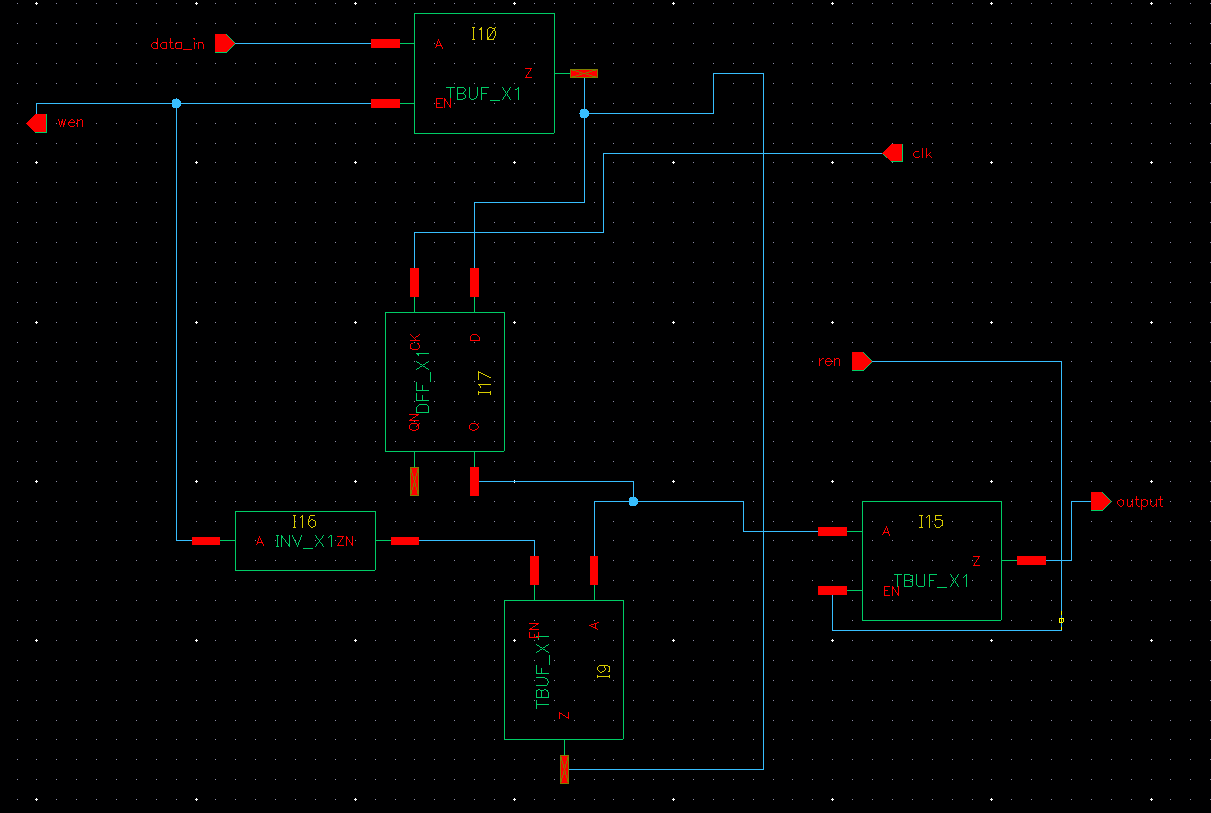 I10
data_in
A
Z
TBUF_X1
EN
wen
clk
CK
D
DFF_X1
I17
QN
Q
ren
output
I16
A
INV_X1
ZN
I15
A
Z
TBUF_X1
EN
EN
A
TBUF_X1
I9
Z